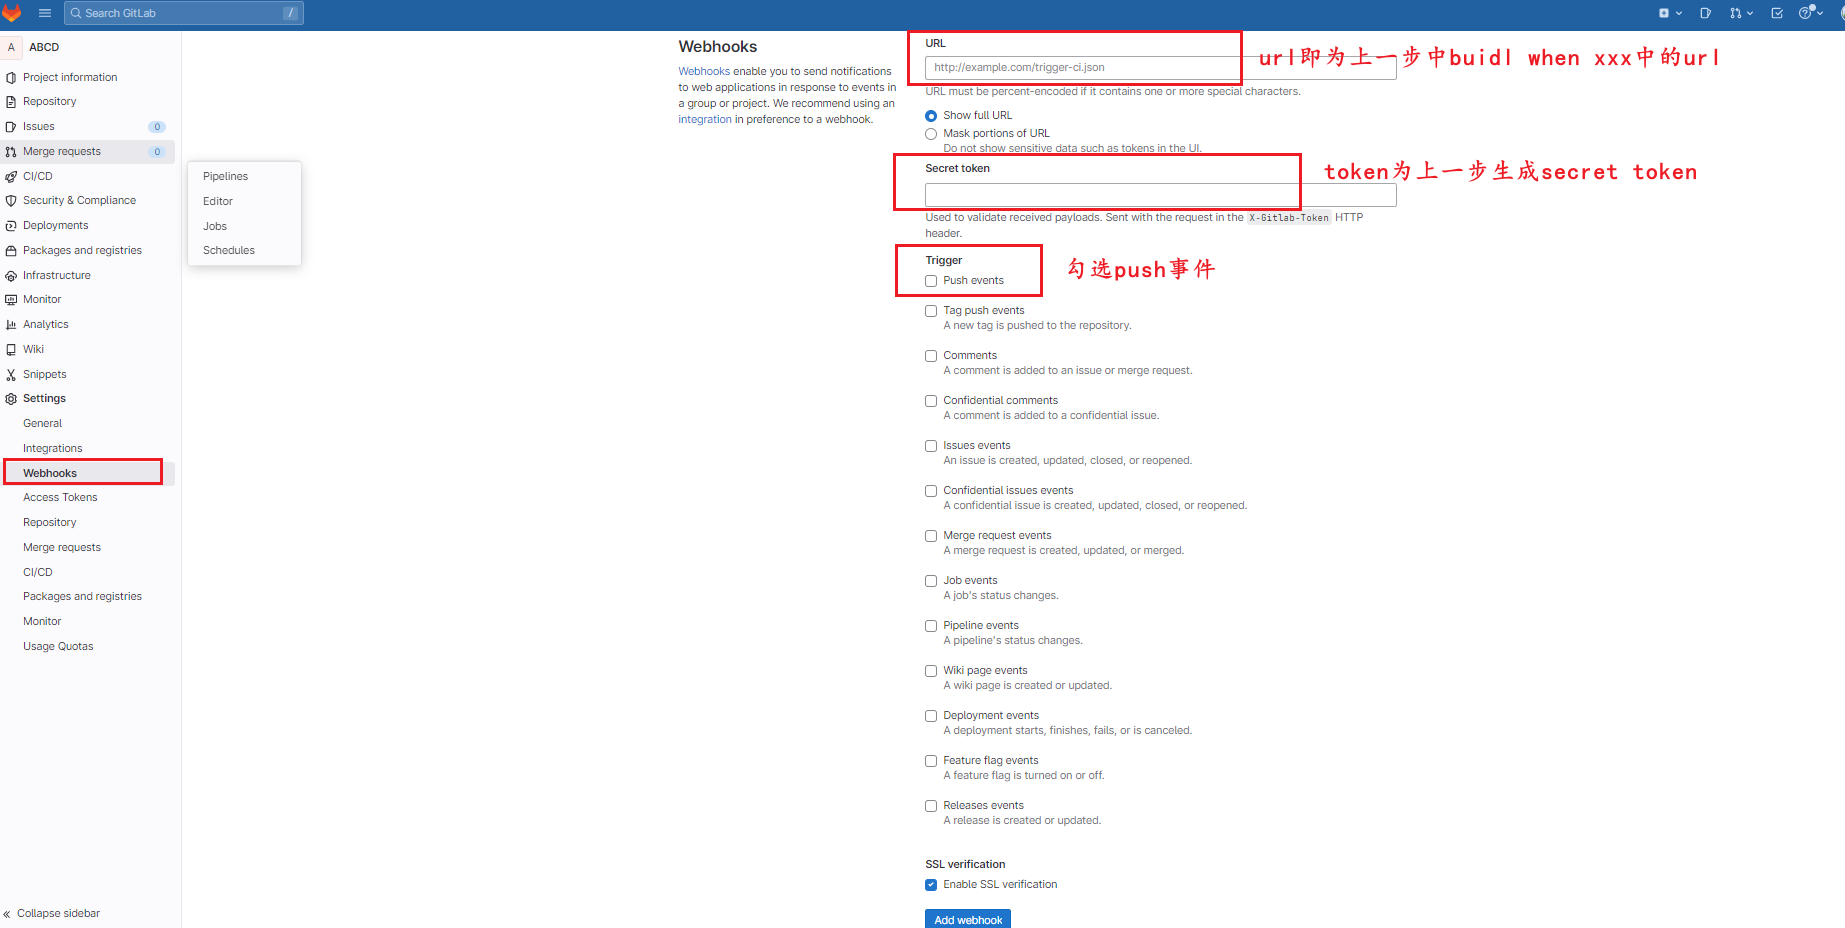 Search GitLab /
A ABCD
Project information
Repository
Issues 0
Merge requests 0
CI/CD
Security & Compliance
Deployments
Packages and registries
Infrastructure
Monitor
Analytics
Wiki
Snippets
Settings
General
Integrations
Webhooks
Access Tokens
Repository
Merge requests
CI/CD
Packages and registries
Monitor
Usage Quotas
Collapse sidebar
Pipelines
Editor
Jobs
Schedules
Webhooks
Webhooks enable you to send notifications
to web applications in response to events in
a group or project. We recommend using an
integration in preference to a webhook.
URL
http://example.com/trigger-ci.json
url即为上一步中buidl when xxx中的url
URL must be percent-encoded if it contains one or more special characters.
Show full URL
Mask portions of URL
Do not show sensitive data such as tokens in the UI.
Secret token
token为上一步生成secret token
Used to validate received payloads. Sent with the request in the X-Gitlab-Token HTTP
header.
Trigger
勾选push事件
Push events
Tag push events
A new tag is pushed to the repository.
Comments
A comment is added to an issue or merge request.
Confidential comments
A comment is added to a confidential issue.
Issues events
An issue is created, updated, closed, or reopened.
Confidential issues events
A confidential issue is created, updated, closed, or reopened.
Merge request events
A merge request is created, updated, or merged.
Job events
A job's status changes.
Pipeline events
A pipeline's status changes.
Wiki page events
A wiki page is created or updated.
Deployment events
A deployment starts, finishes, fails, or is canceled.
Feature flag events
A feature flag is turned on or off.
Releases events
A release is created or updated.
SSL verification
Enable SSL verification
Add webhook